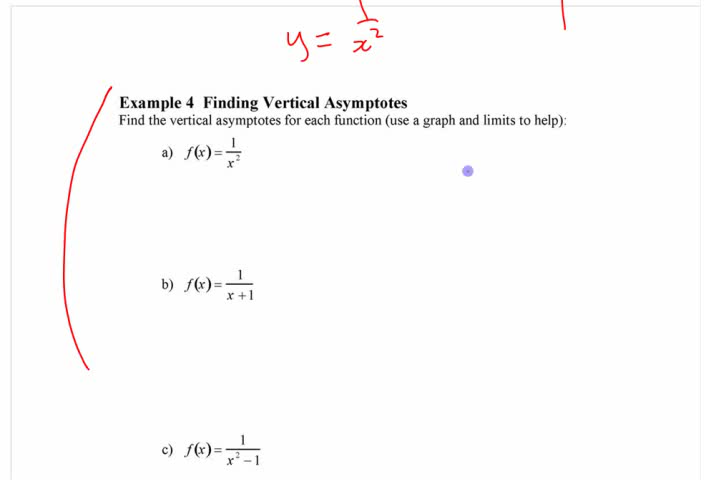 y = 1/x²
Example 4 Finding Vertical Asymptotes
Find the vertical asymptotes for each function (use a graph and limits to help):
a) f(x) = 1/x²
b) f(x) = 1/(x + 1)
c) f(x) = 1/(x² − 1)